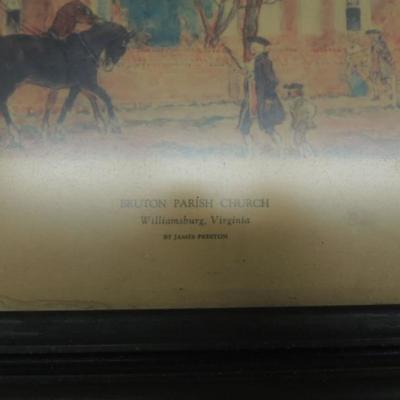 BRUTON PARISH CHURCH
Williamsburg, Virginia
BY JAMES PRESTON